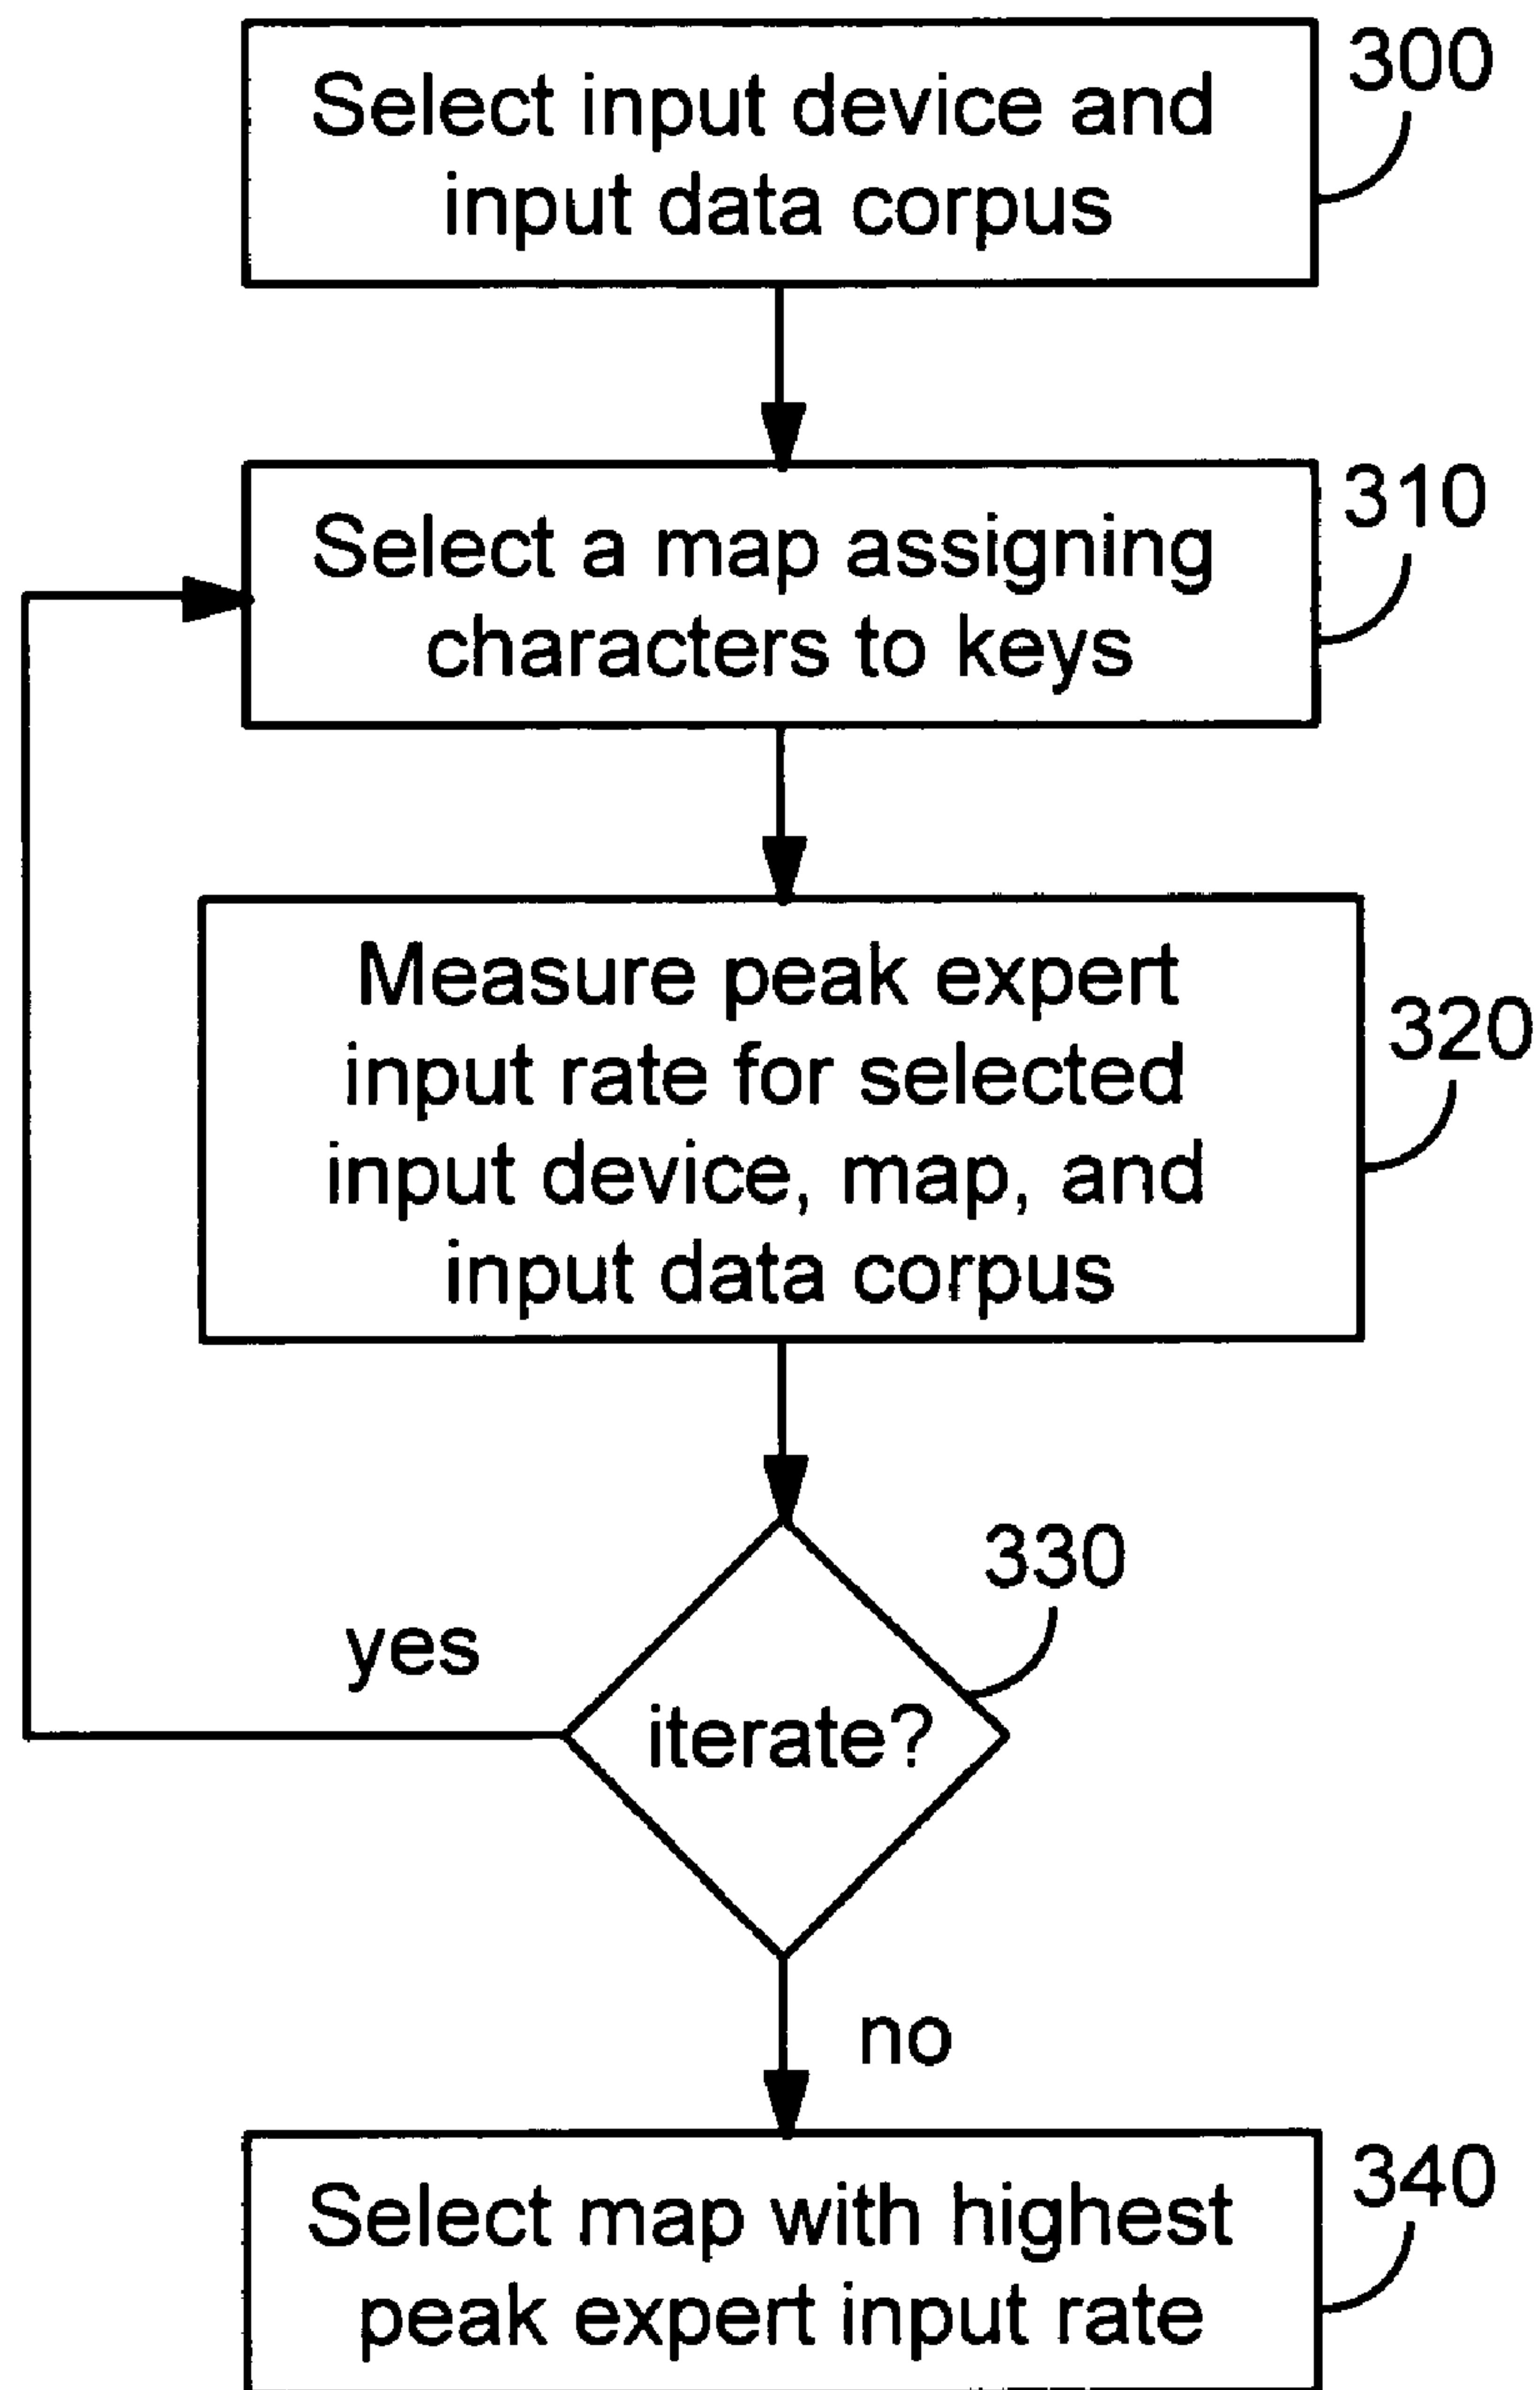 300
Select input device and
input data corpus
310
Select a map assigning
characters to keys
Measure peak expert
320
input rate for selected
input device, map, and
input data corpus
330
yes
iterate?
no
340
Select map with highest
peak expert input rate